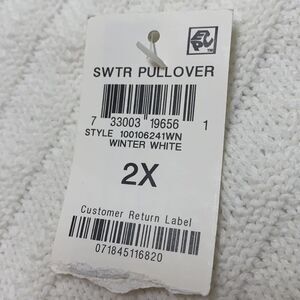 SWTR PULLOVER
7 33003 19656 1
STYLE 100106241WN
WINTER WHITE
2X
Customer Return Label
071845116820